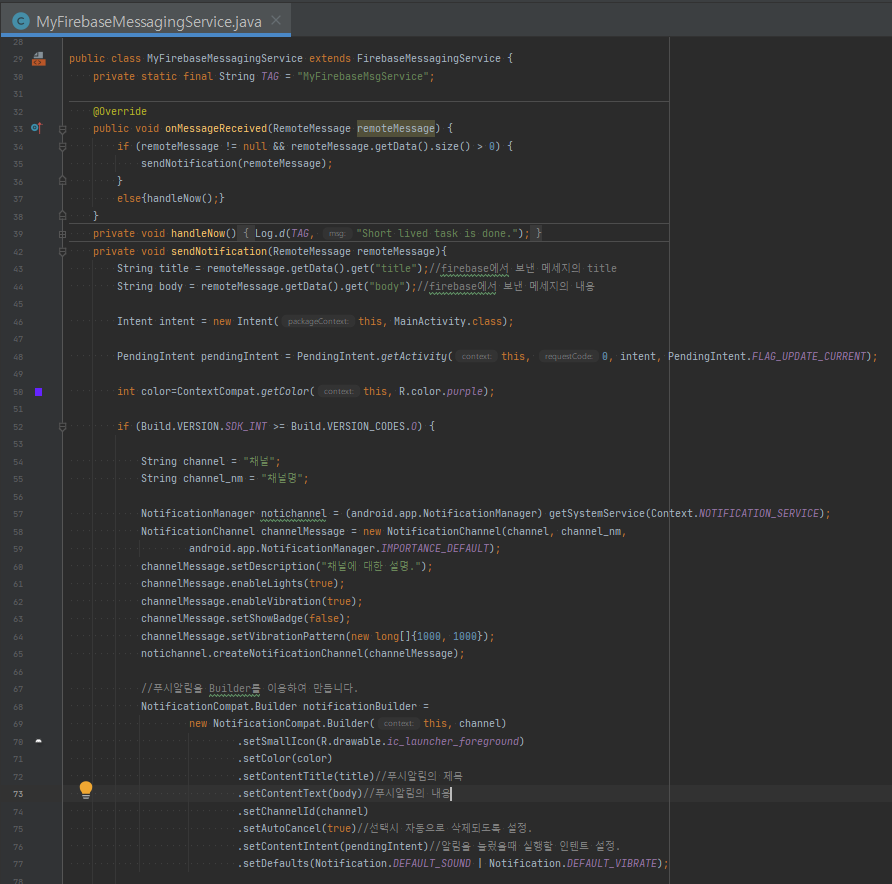 MyFirebaseMessagingService.java
28
29 public class MyFirebaseMessagingService extends FirebaseMessagingService {
30 private static final String TAG = "MyFirebaseMsgService";
31
32 @Override
33 public void onMessageReceived(RemoteMessage remoteMessage) {
34 if (remoteMessage != null && remoteMessage.getData().size() > 0) {
35 sendNotification(remoteMessage);
36 }
37 else{handleNow();}
38 }
39 private void handleNow() { Log.d(TAG, msg: "Short lived task is done."); }
42 private void sendNotification(RemoteMessage remoteMessage){
43 String title = remoteMessage.getData().get("title");//firebase에서 보낸 메세지의 title
44 String body = remoteMessage.getData().get("body");//firebase에서 보낸 메세지의 내용
45
46 Intent intent = new Intent( packageContext: this, MainActivity.class);
47
48 PendingIntent pendingIntent = PendingIntent.getActivity( context: this, requestCode: 0, intent, PendingIntent.FLAG_UPDATE_CURRENT);
49
50 int color=ContextCompat.getColor( context: this, R.color.purple);
51
52 if (Build.VERSION.SDK_INT >= Build.VERSION_CODES.O) {
53
54 String channel = "채널";
55 String channel_nm = "채널명";
56
57 NotificationManager notichannel = (android.app.NotificationManager) getSystemService(Context.NOTIFICATION_SERVICE);
58 NotificationChannel channelMessage = new NotificationChannel(channel, channel_nm,
59 android.app.NotificationManager.IMPORTANCE_DEFAULT);
60 channelMessage.setDescription("채널에 대한 설명.");
61 channelMessage.enableLights(true);
62 channelMessage.enableVibration(true);
63 channelMessage.setShowBadge(false);
64 channelMessage.setVibrationPattern(new long[]{1000, 1000});
65 notichannel.createNotificationChannel(channelMessage);
66
67 //푸시알림을 Builder를 이용하여 만듭니다.
68 NotificationCompat.Builder notificationBuilder =
69 new NotificationCompat.Builder( context: this, channel)
70 .setSmallIcon(R.drawable.ic_launcher_foreground)
71 .setColor(color)
72 .setContentTitle(title)//푸시알림의 제목
73 .setContentText(body)//푸시알림의 내용
74 .setChannelId(channel)
75 .setAutoCancel(true)//선택시 자동으로 삭제되도록 설정.
76 .setContentIntent(pendingIntent)//알림을 눌렀을때 실행할 인텐트 설정.
77 .setDefaults(Notification.DEFAULT_SOUND | Notification.DEFAULT_VIBRATE);
78